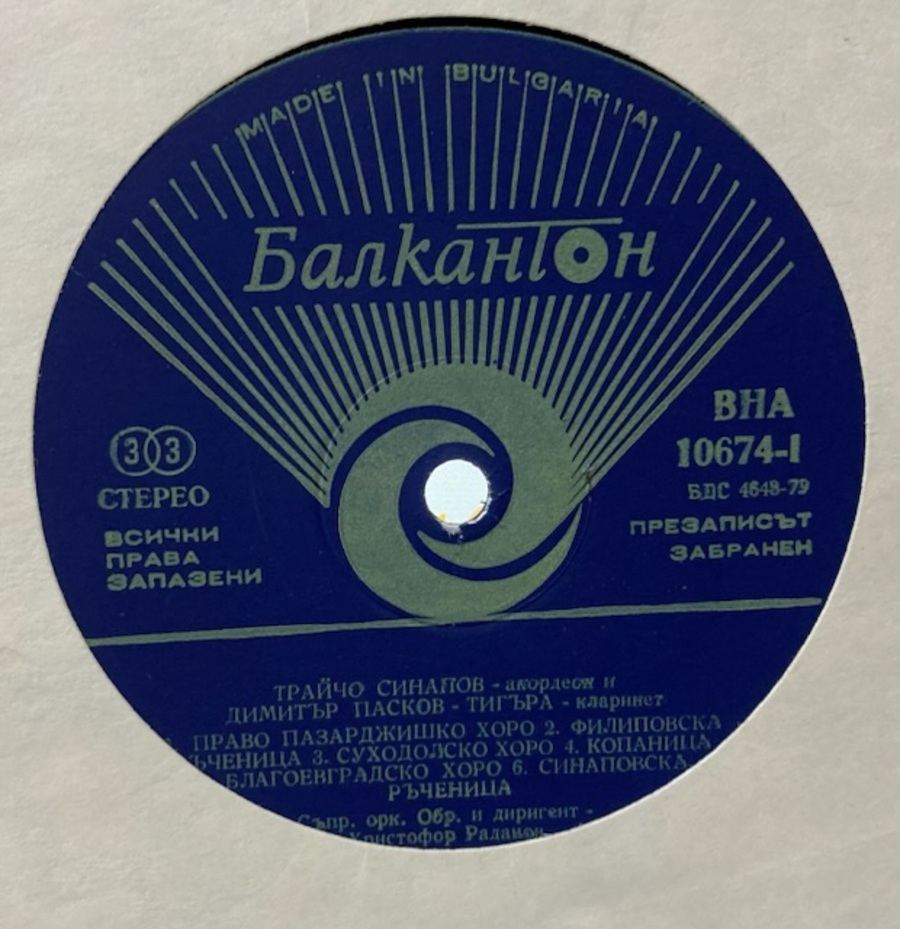 MADE IN BULGARIA
Балкантон
33
СТЕРЕО
ВСИЧКИ
ПРАВА
ЗАПАЗЕНИ
ВНА
10674-I
БДС 4648-79
ПРЕЗАПИСЪТ
ЗАБРАНЕН
ТРАЙЧО СИНАПОВ - акордеон и
ДИМИТЪР ПАСКОВ - ТИГЪРА - кларинет
ПРАВО ПАЗАРДЖИШКО ХОРО 2. ФИЛИПОВСКА
ЪЧЕНИЦА 3. СУХОДОЛСКО ХОРО 4. КОПАНИЦА
БЛАГОЕВГРАДСКО ХОРО 6. СИНАПОВСКА
РЪЧЕНИЦА
Съпр. орк. Обр. и диригент -
Христофор Раданов